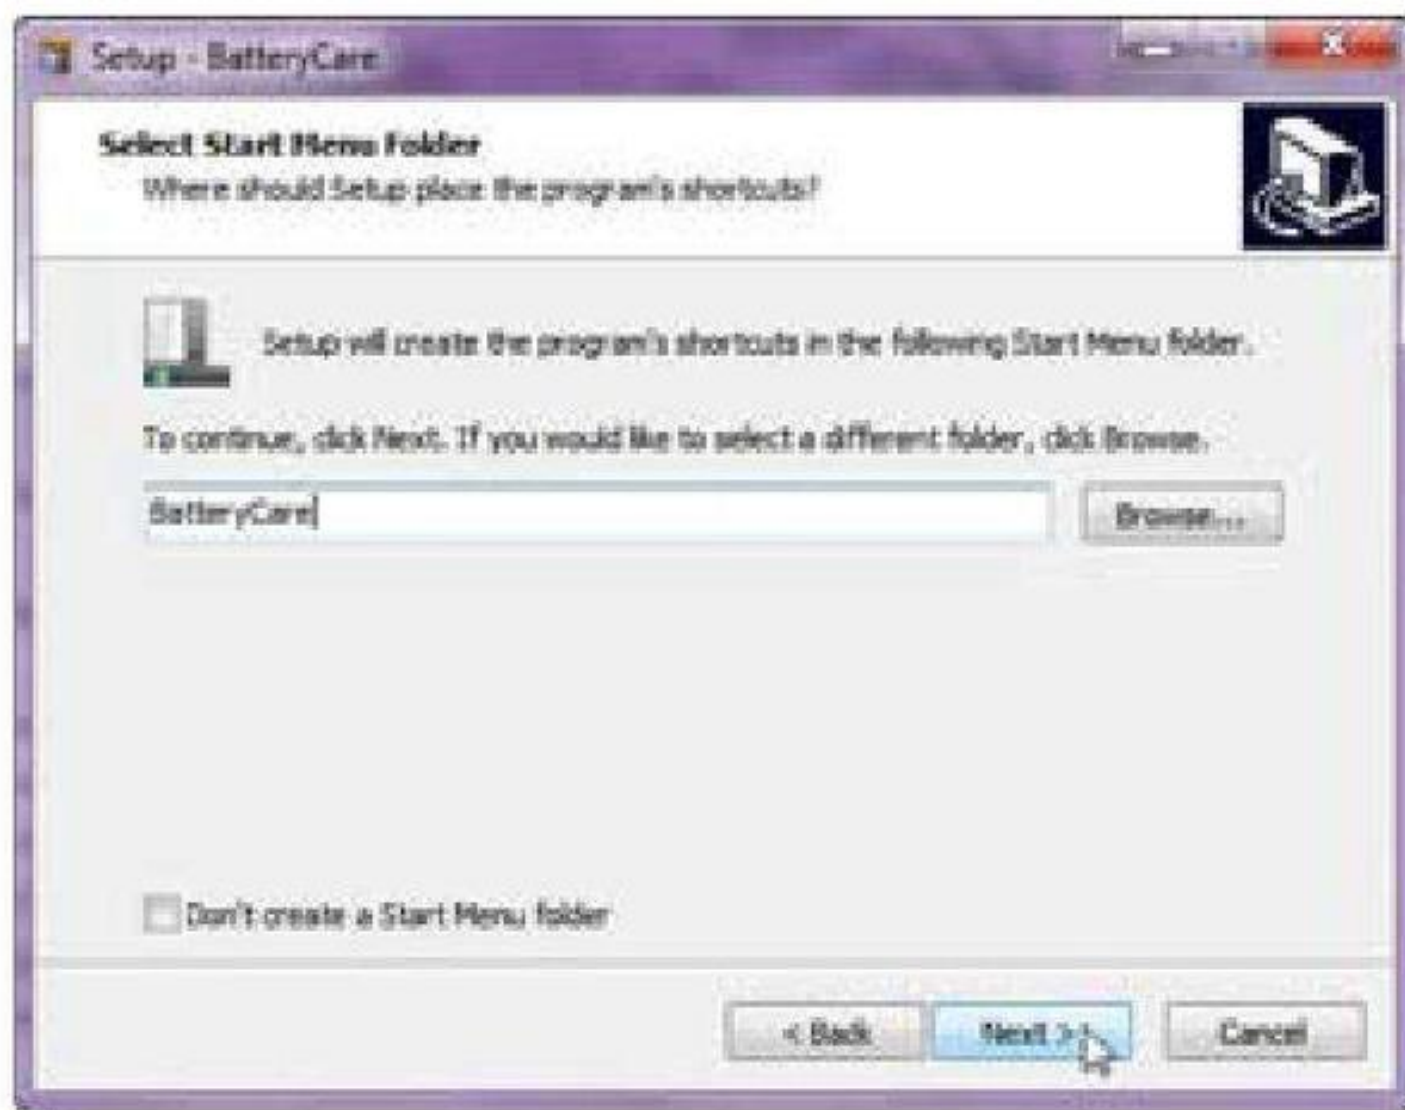 Setup - BatteryCare
Select Start Menu Folder
Where should Setup place the program's shortcuts?
Setup will create the program's shortcuts in the following Start Menu folder.
To continue, click Next. If you would like to select a different folder, click Browse.
BatteryCare
Browse...
Don't create a Start Menu folder
< Back
Next >
Cancel